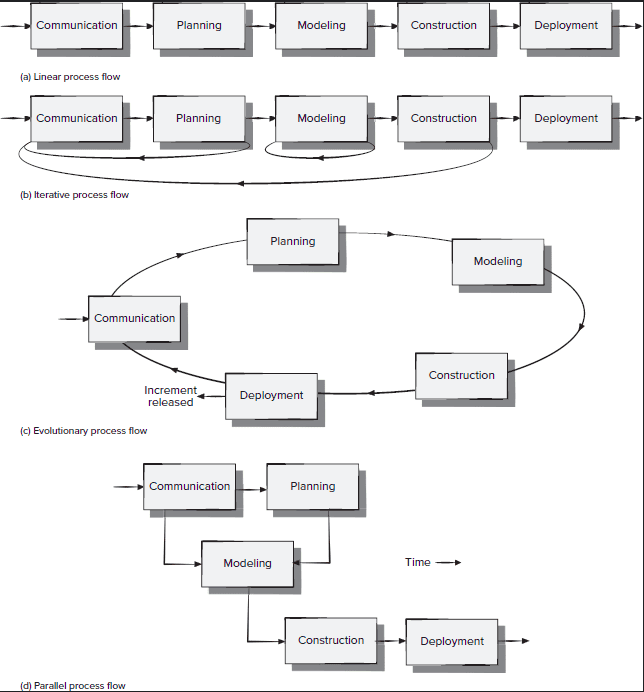 Communication
Planning
Modeling
Construction
Deployment
(a) Linear process flow
Communication
Planning
Modeling
Construction
Deployment
(b) Iterative process flow
Planning
Modeling
Communication
Construction
Increment
released
Deployment
(c) Evolutionary process flow
Communication
Planning
Modeling
Time
Construction
Deployment
(d) Parallel process flow